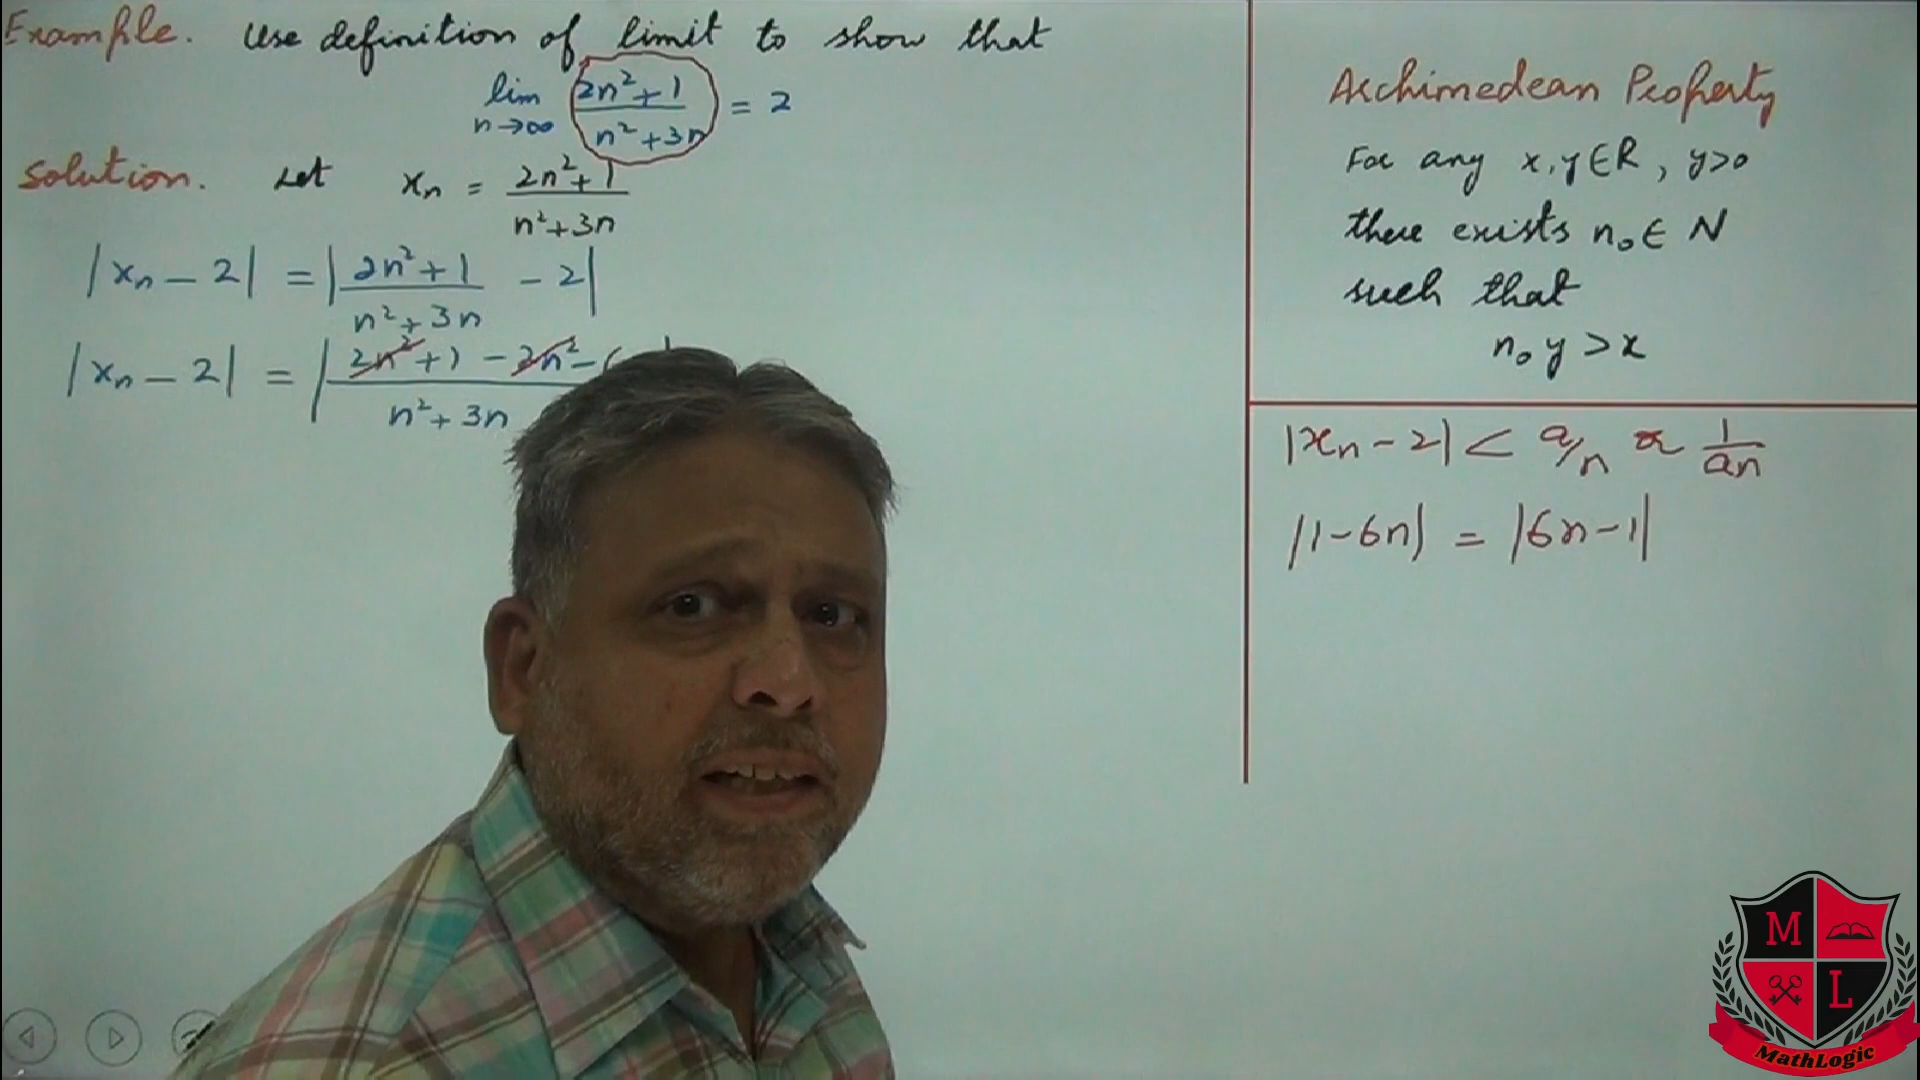 Example. Use definition of limit to show that
lim n→∞ (2n²+1)/(n²+3n) = 2
Solution. Let xₙ = (2n²+1)/(n²+3n)
|xₙ - 2| = |(2n²+1)/(n²+3n) - 2|
|xₙ - 2| = |(2n²+1-2n²-)/(n²+3n)
Archimedean Property
For any x,y∈R, y>0
there exists n₀∈N
such that
n₀y > x
|xₙ-2| < a/n or 1/(an)
|1-6n| = |6n-1|
M
L
MathLogic